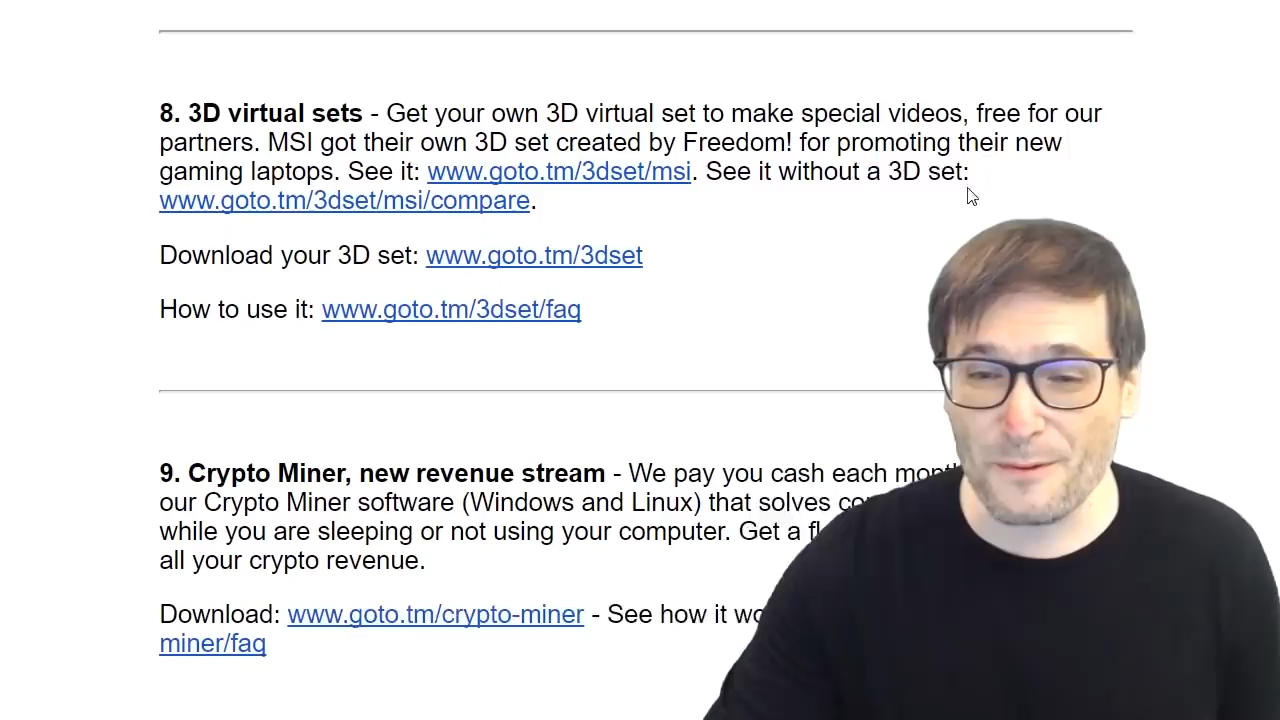 8. 3D virtual sets - Get your own 3D virtual set to make special videos, free for our
partners. MSI got their own 3D set created by Freedom! for promoting their new
gaming laptops. See it: www.goto.tm/3dset/msi. See it without a 3D set:
www.goto.tm/3dset/msi/compare.
Download your 3D set: www.goto.tm/3dset
How to use it: www.goto.tm/3dset/faq
9. Crypto Miner, new revenue stream - We pay you cash each
our Crypto Miner software (Windows and Linux) that solves
while you are sleeping or not using your computer. Get a
all your crypto revenue.
Download: www.goto.tm/crypto-miner - See how it
miner/faq